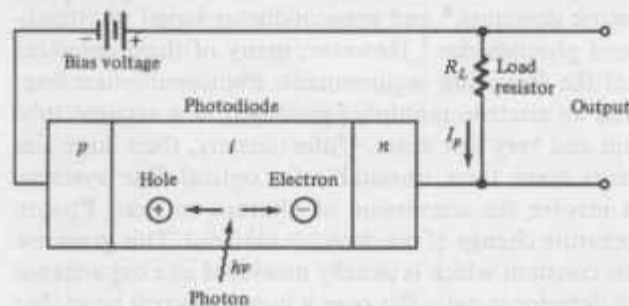 − +
Bias voltage
R_L Load resistor
Photodiode
Output
I_p
p i n
Hole Electron
+ −
hν
Photon